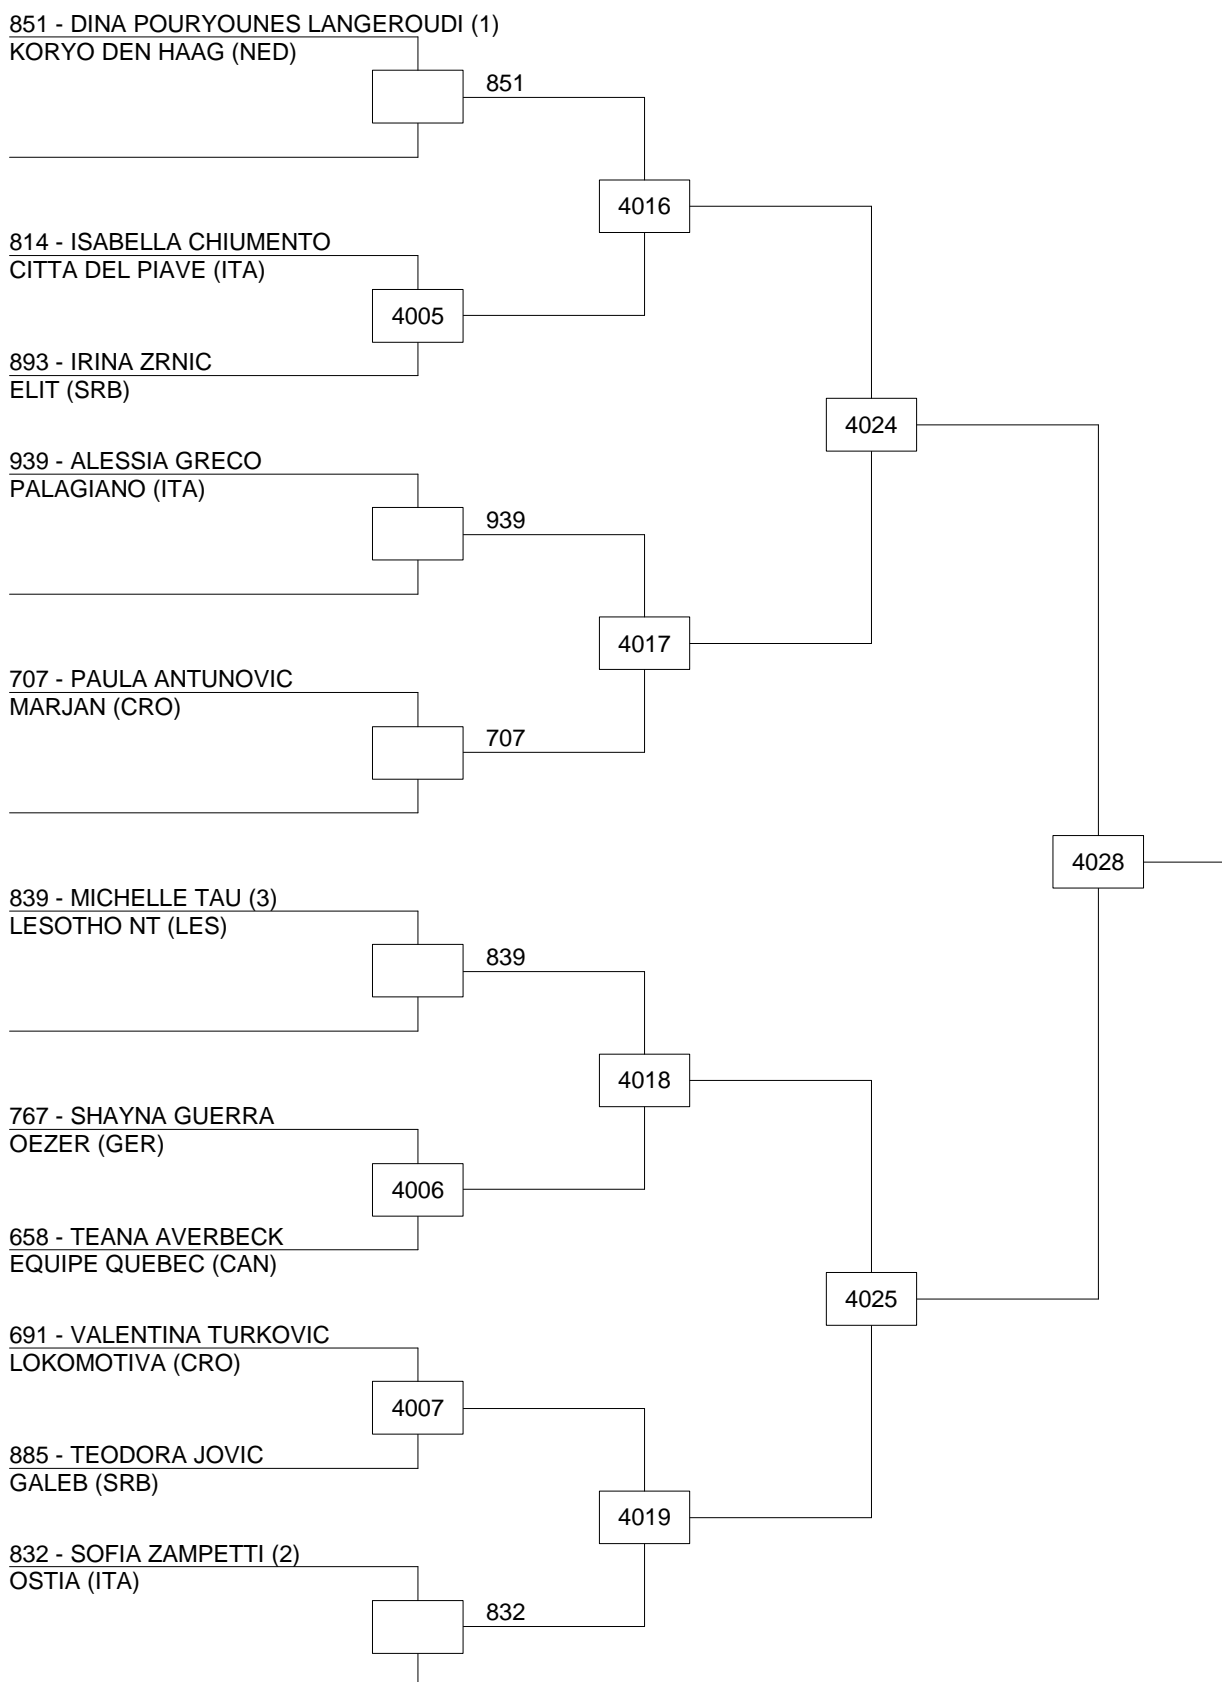 851 - DINA POURYOUNES LANGEROUDI (1)
KORYO DEN HAAG (NED)
851
4016
814 - ISABELLA CHIUMENTO
CITTA DEL PIAVE (ITA)
4005
893 - IRINA ZRNIC
ELIT (SRB)
4024
939 - ALESSIA GRECO
PALAGIANO (ITA)
939
4017
707 - PAULA ANTUNOVIC
MARJAN (CRO)
707
4028
839 - MICHELLE TAU (3)
LESOTHO NT (LES)
839
4018
767 - SHAYNA GUERRA
OEZER (GER)
4006
658 - TEANA AVERBECK
EQUIPE QUEBEC (CAN)
4025
691 - VALENTINA TURKOVIC
LOKOMOTIVA (CRO)
4007
885 - TEODORA JOVIC
GALEB (SRB)
4019
832 - SOFIA ZAMPETTI (2)
OSTIA (ITA)
832